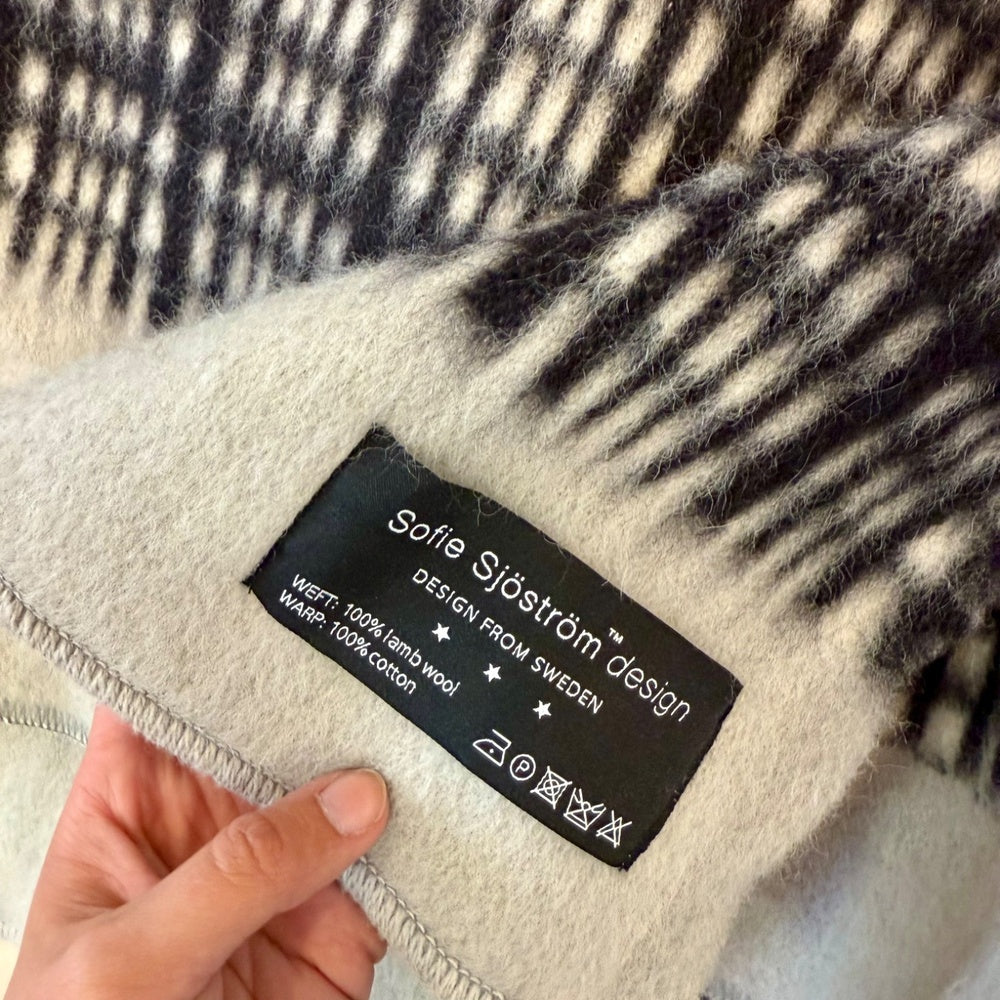 Sofie Sjöström™ design
DESIGN FROM SWEDEN
WEFT: 100% lamb wool
WARP: 100% cotton
P